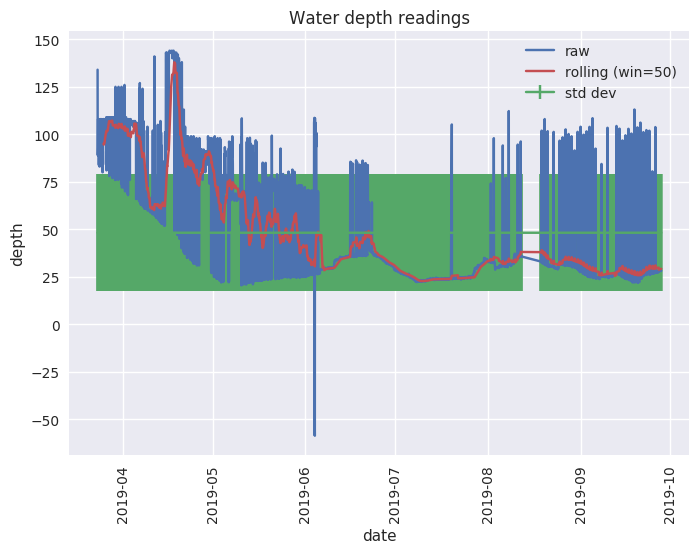 Water depth readings
raw
rolling (win=50)
std dev
depth
150
125
100
75
50
25
0
−25
−50
2019-04
2019-05
2019-06
2019-07
2019-08
2019-09
2019-10
date